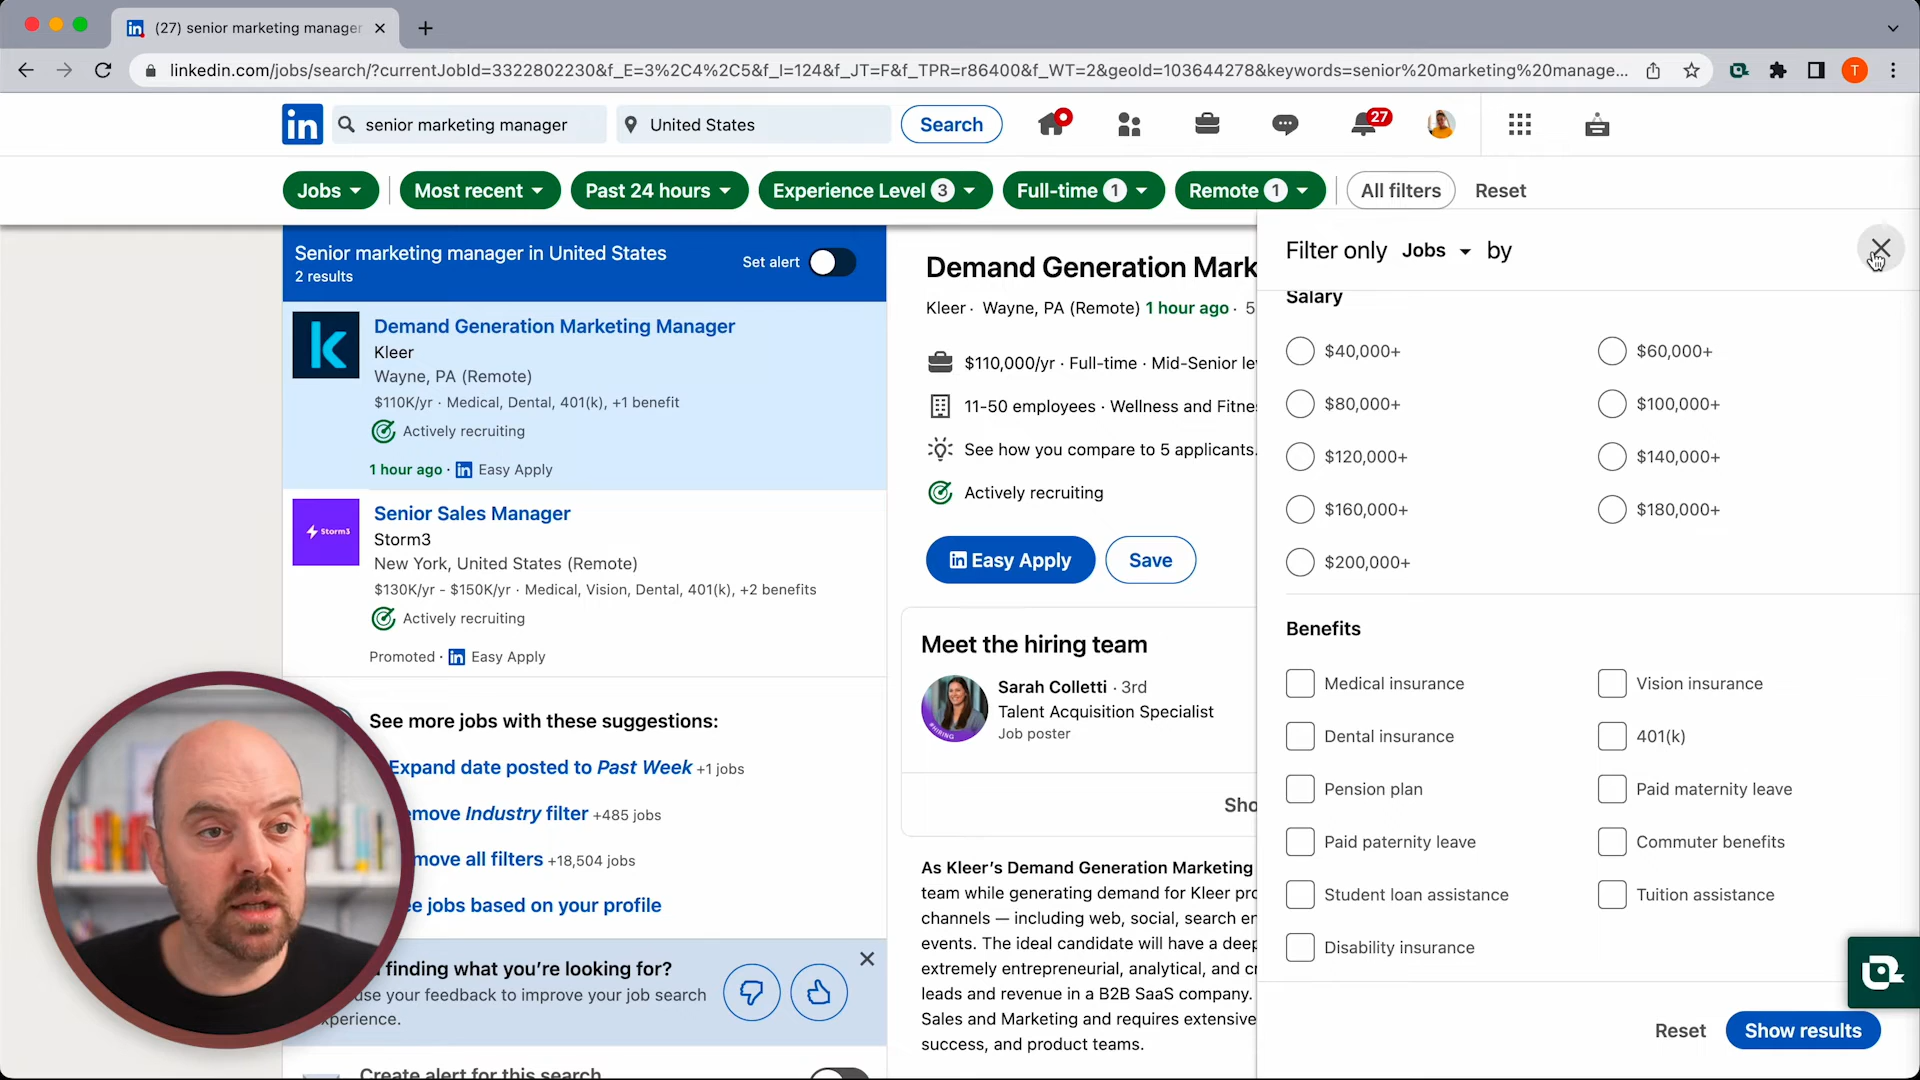 (27) senior marketing manager
linkedin.com/jobs/search/?currentJobId=3322802230&f_E=3%2C4%2C5&f_I=124&f_JT=F&f_TPR=r86400&f_WT=2&geoId=103644278&keywords=senior%20marketing%20manage...
T
in
senior marketing manager
United States
Search
27
Jobs
Most recent
Past 24 hours
Experience Level 3
Full-time 1
Remote 1
All filters
Reset
Senior marketing manager in United States
2 results
Set alert
k
Demand Generation Marketing Manager
Kleer
Wayne, PA (Remote)
$110K/yr · Medical, Dental, 401(k), +1 benefit
Actively recruiting
1 hour ago · in Easy Apply
Storm3
Senior Sales Manager
Storm3
New York, United States (Remote)
$130K/yr - $150K/yr · Medical, Vision, Dental, 401(k), +2 benefits
Actively recruiting
Promoted · in Easy Apply
See more jobs with these suggestions:
Expand date posted to Past Week +1 jobs
move Industry filter +485 jobs
move all filters +18,504 jobs
ee jobs based on your profile
finding what you're looking for?
use your feedback to improve your job search
xperience.
Create alert for this search
Demand Generation Mark
Kleer · Wayne, PA (Remote) 1 hour ago · 5
$110,000/yr · Full-time · Mid-Senior le
11-50 employees · Wellness and Fitne
See how you compare to 5 applicants.
Actively recruiting
in Easy Apply
Save
Meet the hiring team
#HIRING
Sarah Colletti · 3rd
Talent Acquisition Specialist
Job poster
Sho
As Kleer's Demand Generation Marketing
team while generating demand for Kleer pro
channels — including web, social, search en
events. The ideal candidate will have a deep
extremely entrepreneurial, analytical, and cr
leads and revenue in a B2B SaaS company.
Sales and Marketing and requires extensive
success, and product teams.
Filter only Jobs by
Salary
$40,000+
$60,000+
$80,000+
$100,000+
$120,000+
$140,000+
$160,000+
$180,000+
$200,000+
Benefits
Medical insurance
Vision insurance
Dental insurance
401(k)
Pension plan
Paid maternity leave
Paid paternity leave
Commuter benefits
Student loan assistance
Tuition assistance
Disability insurance
Reset
Show results